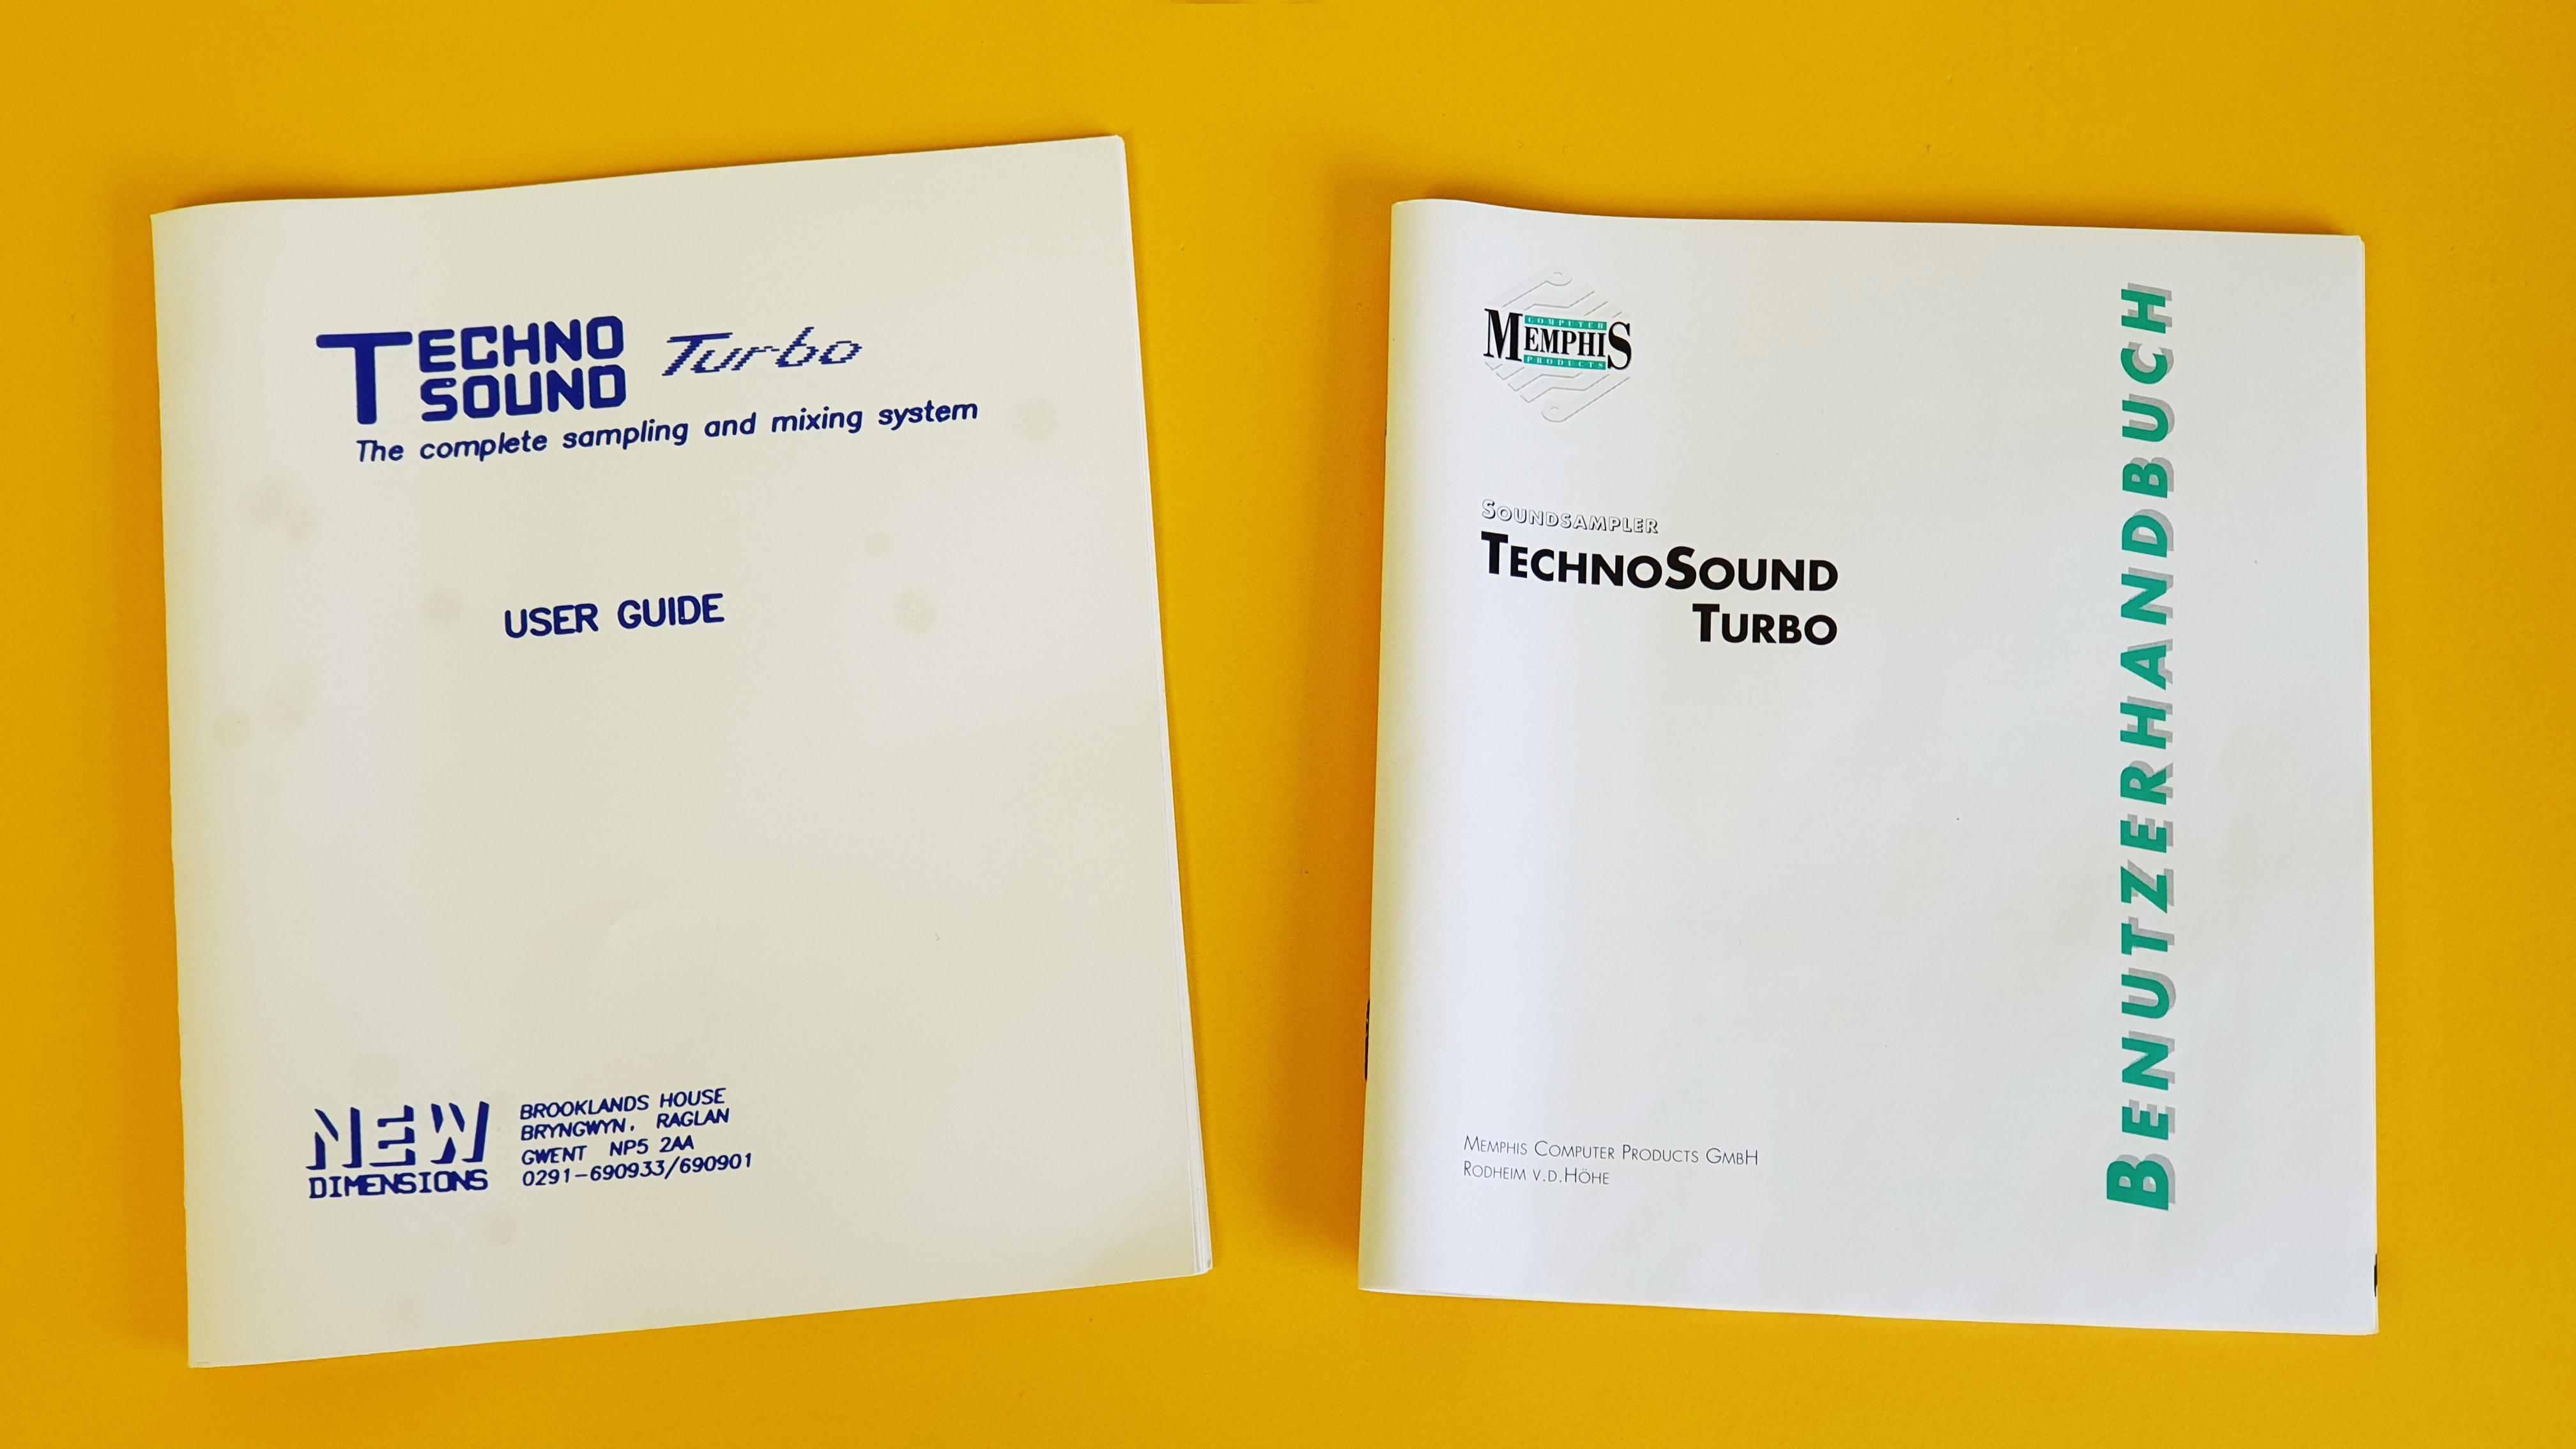 TECHNO
SOUND
Turbo
The complete sampling and mixing system
USER GUIDE
NEW
DIMENSIONS
BROOKLANDS HOUSE
BRYNGWYN, RAGLAN
GWENT NP5 2AA
0291-690933/690901
COMPUTER
MEMPHIS
PRODUCTS
SOUNDSAMPLER
TECHNOSOUND
TURBO
MEMPHIS COMPUTER PRODUCTS GMBH
RODHEIM V.D.HÖHE
BENUTZERHANDBUCH